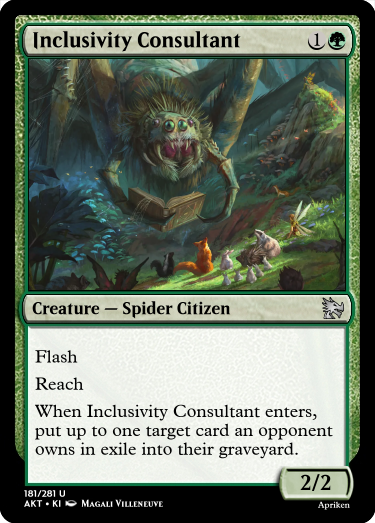 Inclusivity Consultant 1
Creature — Spider Citizen
Flash
Reach
When Inclusivity Consultant enters,
put up to one target card an opponent
owns in exile into their graveyard.
2/2
181/281 U
AKT • KI Magali Villeneuve
Apriken